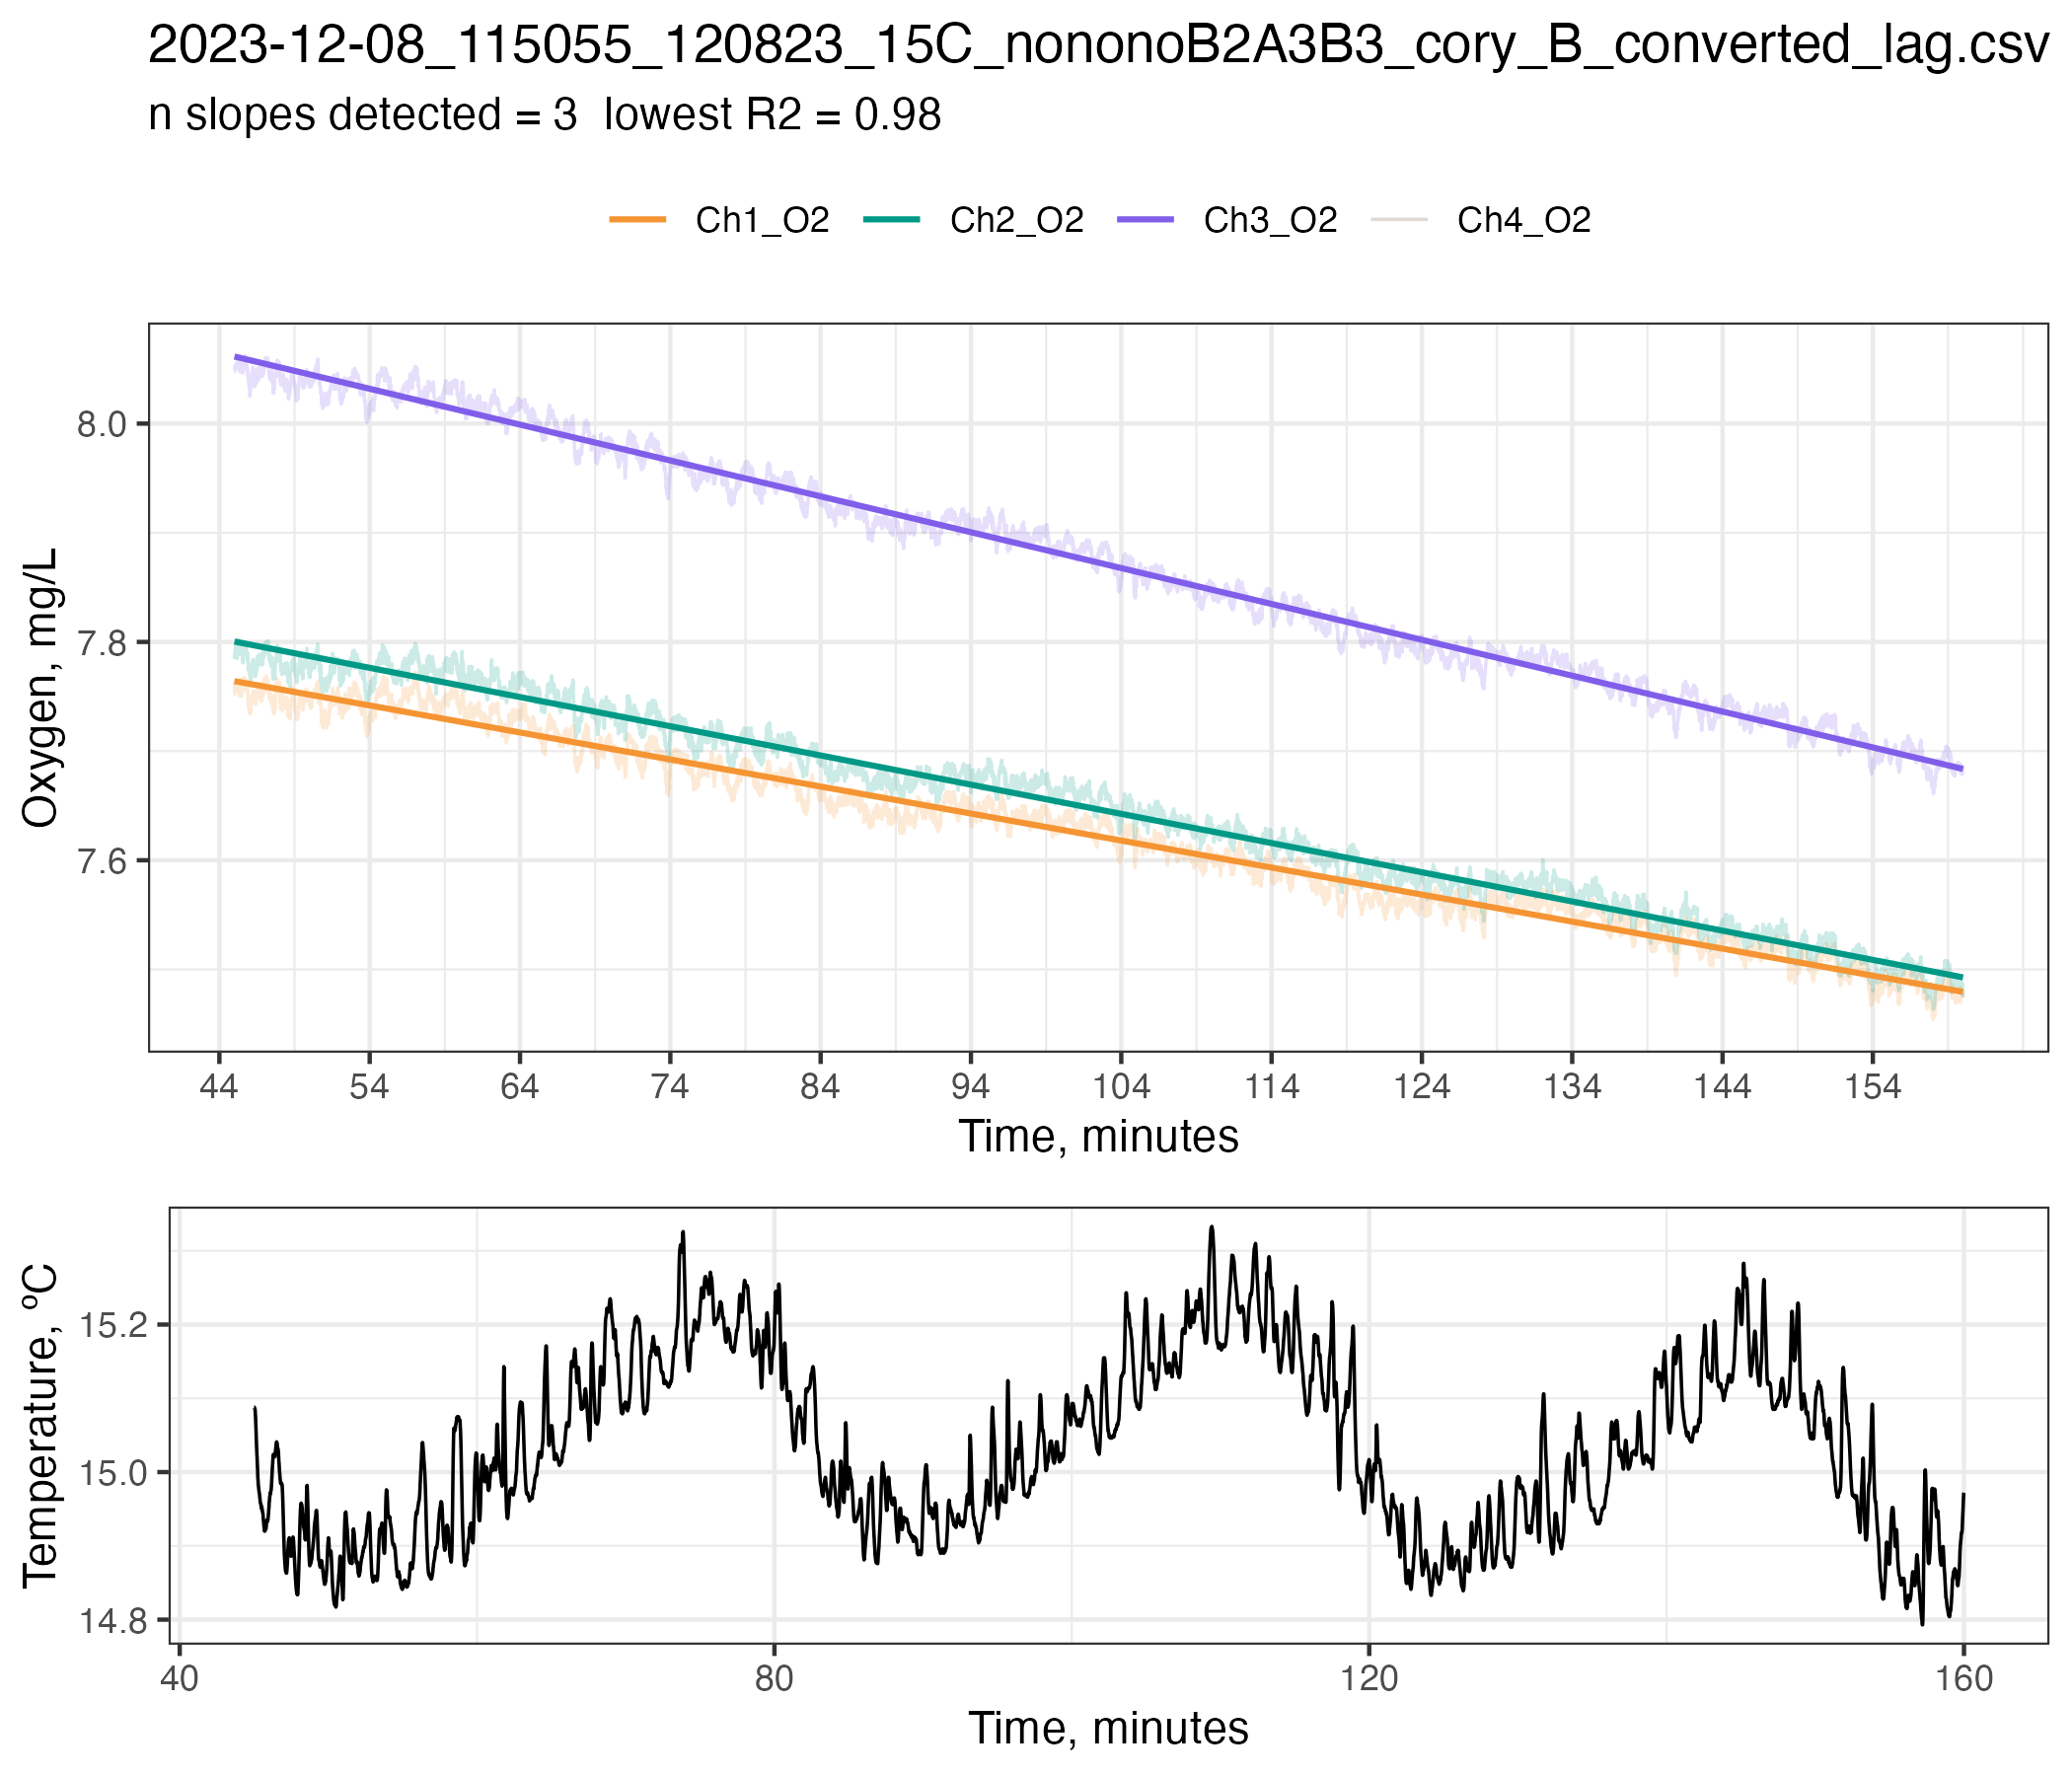 2023-12-08_115055_120823_15C_nononoB2A3B3_cory_B_converted_lag.csv
n slopes detected = 3  lowest R2 = 0.98
Ch1_O2 Ch2_O2 Ch3_O2 Ch4_O2
Oxygen, mg/L
8.0
7.8
7.6
44 54 64 74 84 94 104 114 124 134 144 154
Time, minutes
Temperature, ºC
15.2
15.0
14.8
40 80 120 160
Time, minutes